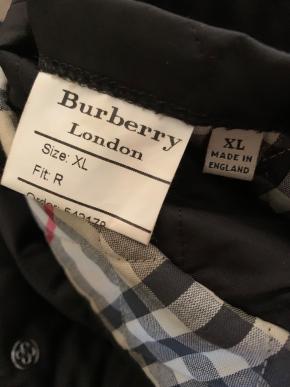 Burberry
London
Size: XL
Fit: R
XL
MADE IN
ENGLAND